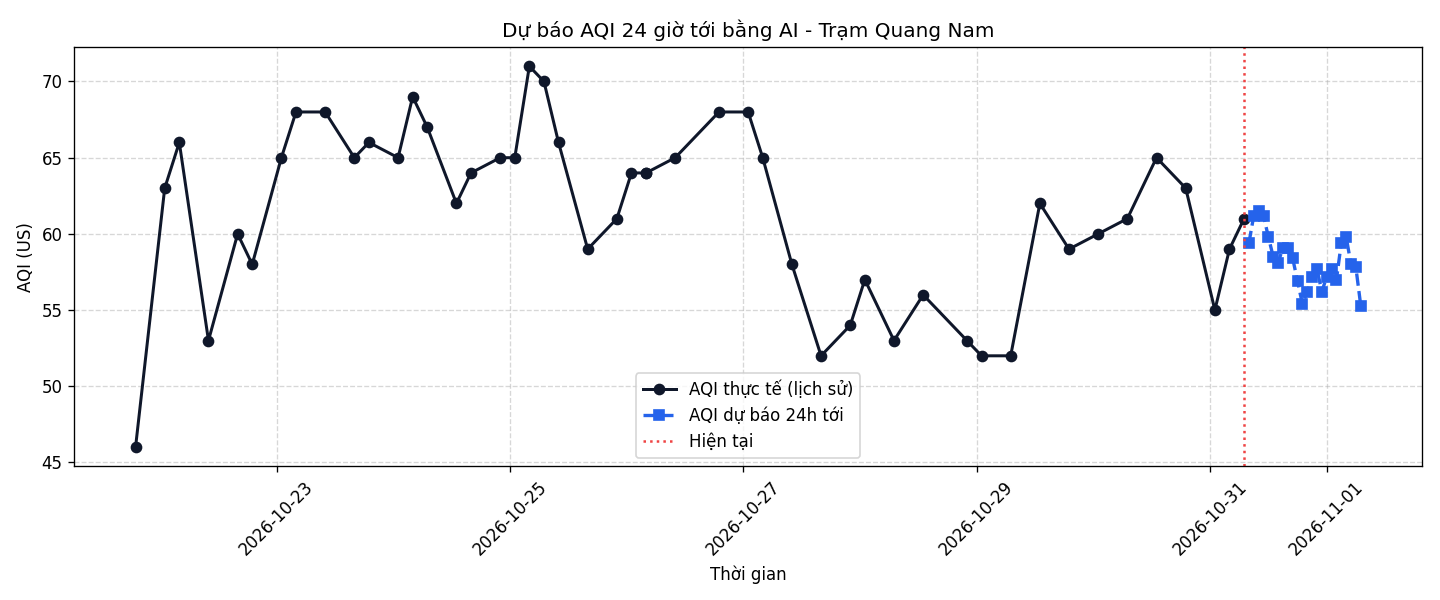 Dự báo AQI 24 giờ tới bằng AI - Trạm Quang Nam
AQI (US)
70
65
60
55
50
45
AQI thực tế (lịch sử)
AQI dự báo 24h tới
Hiện tại
2026-10-23
2026-10-25
2026-10-27
2026-10-29
2026-10-31
2026-11-01
Thời gian